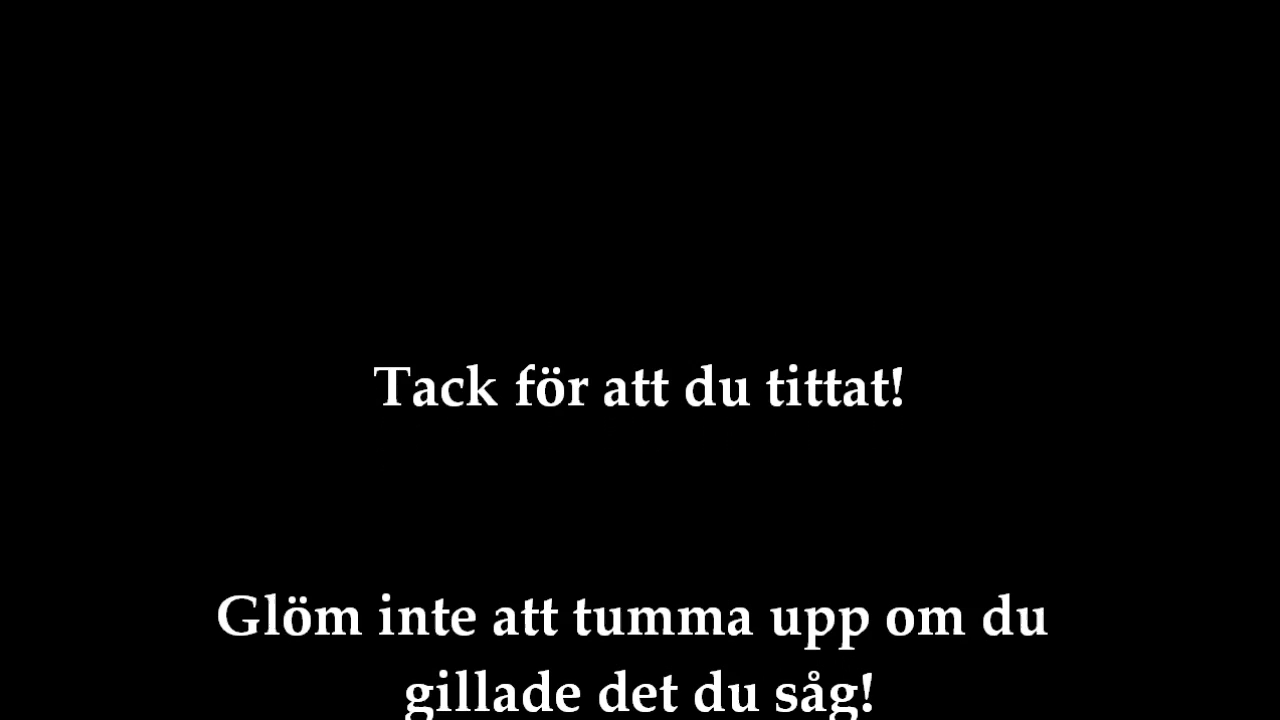 Tack för att du tittat!
Glöm inte att tumma upp om du
gillade det du såg!